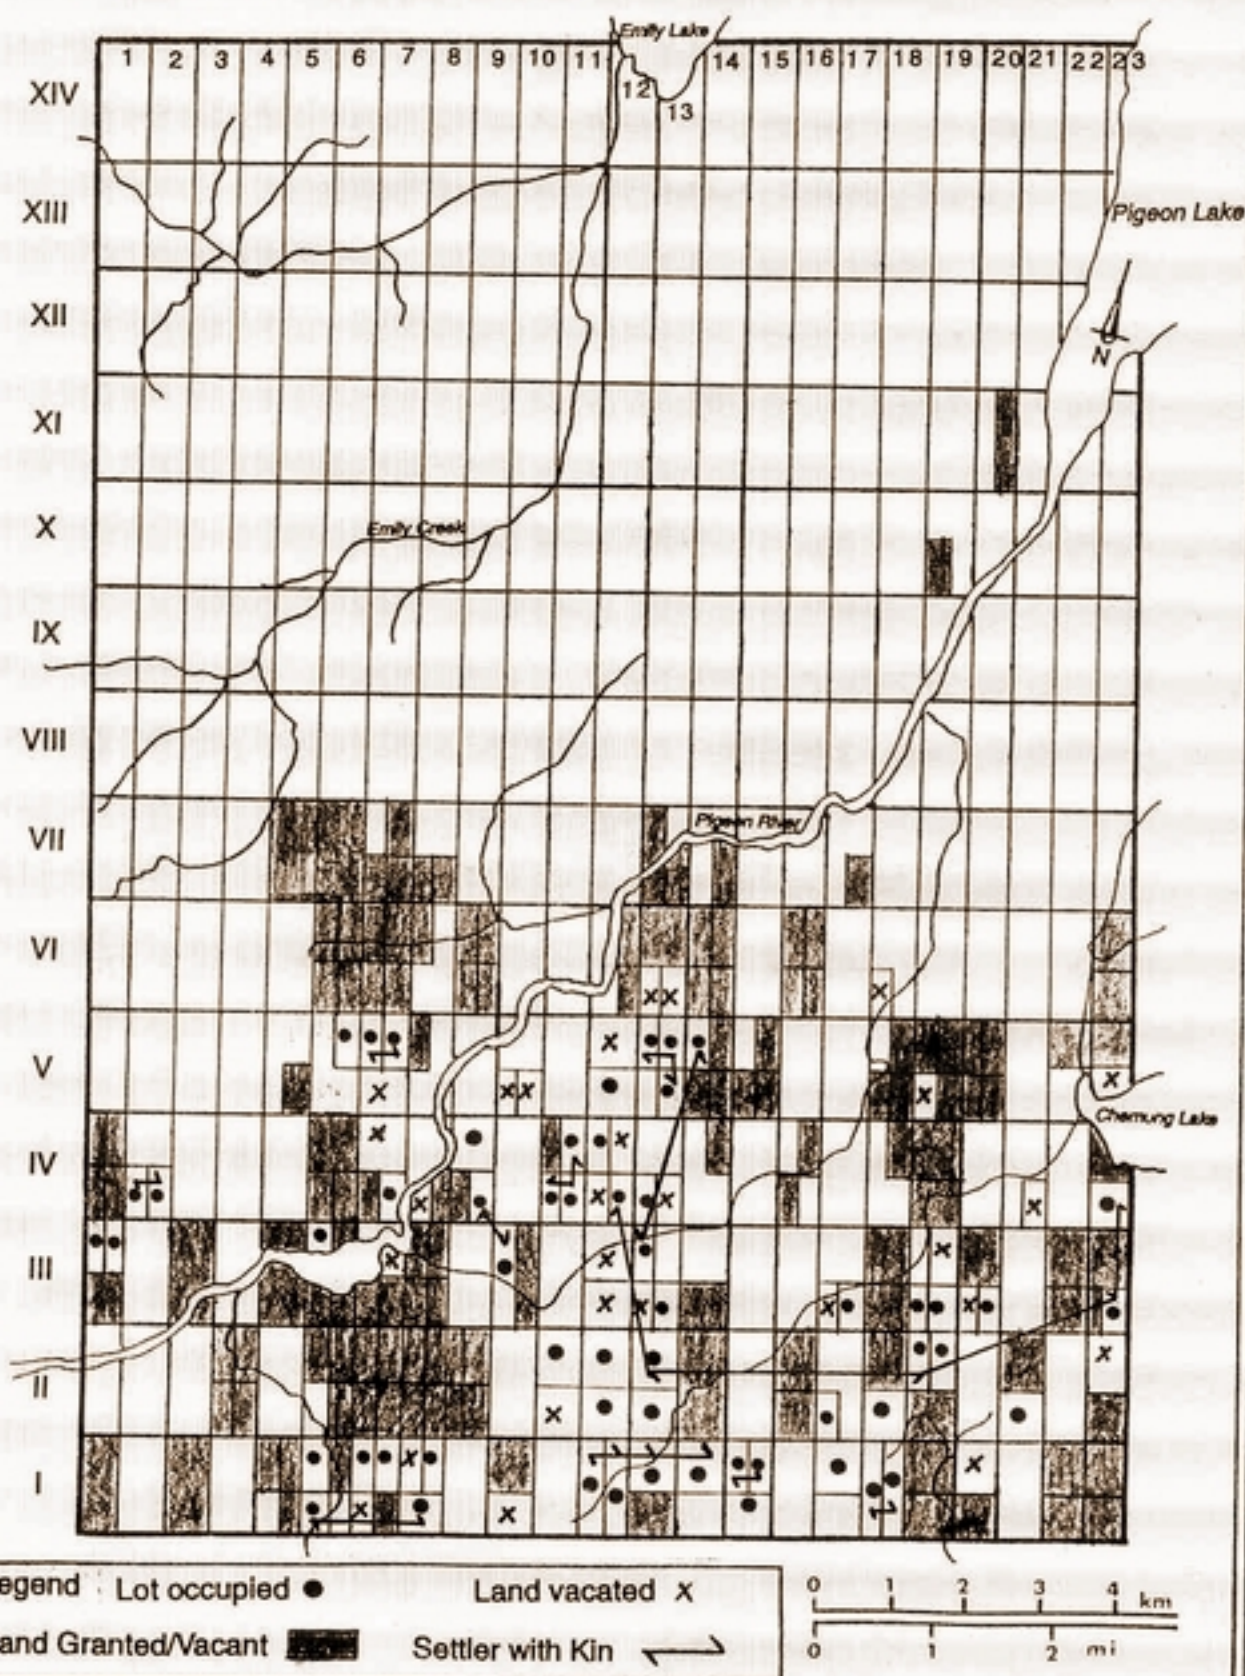 Emily Lake
1 2 3 4 5 6 7 8 9 10 11 12 13 14 15 16 17 18 19 20 21 22 23
XIV
XIII
Pigeon Lake
XII
N
XI
X
Emily Creek
IX
VIII
VII
Pigeon River
VI
V
Chemung Lake
IV
III
II
I
egend : Lot occupied ● Land vacated x
and Granted/Vacant Settler with Kin
0 1 2 3 4 km
0 1 2 mi